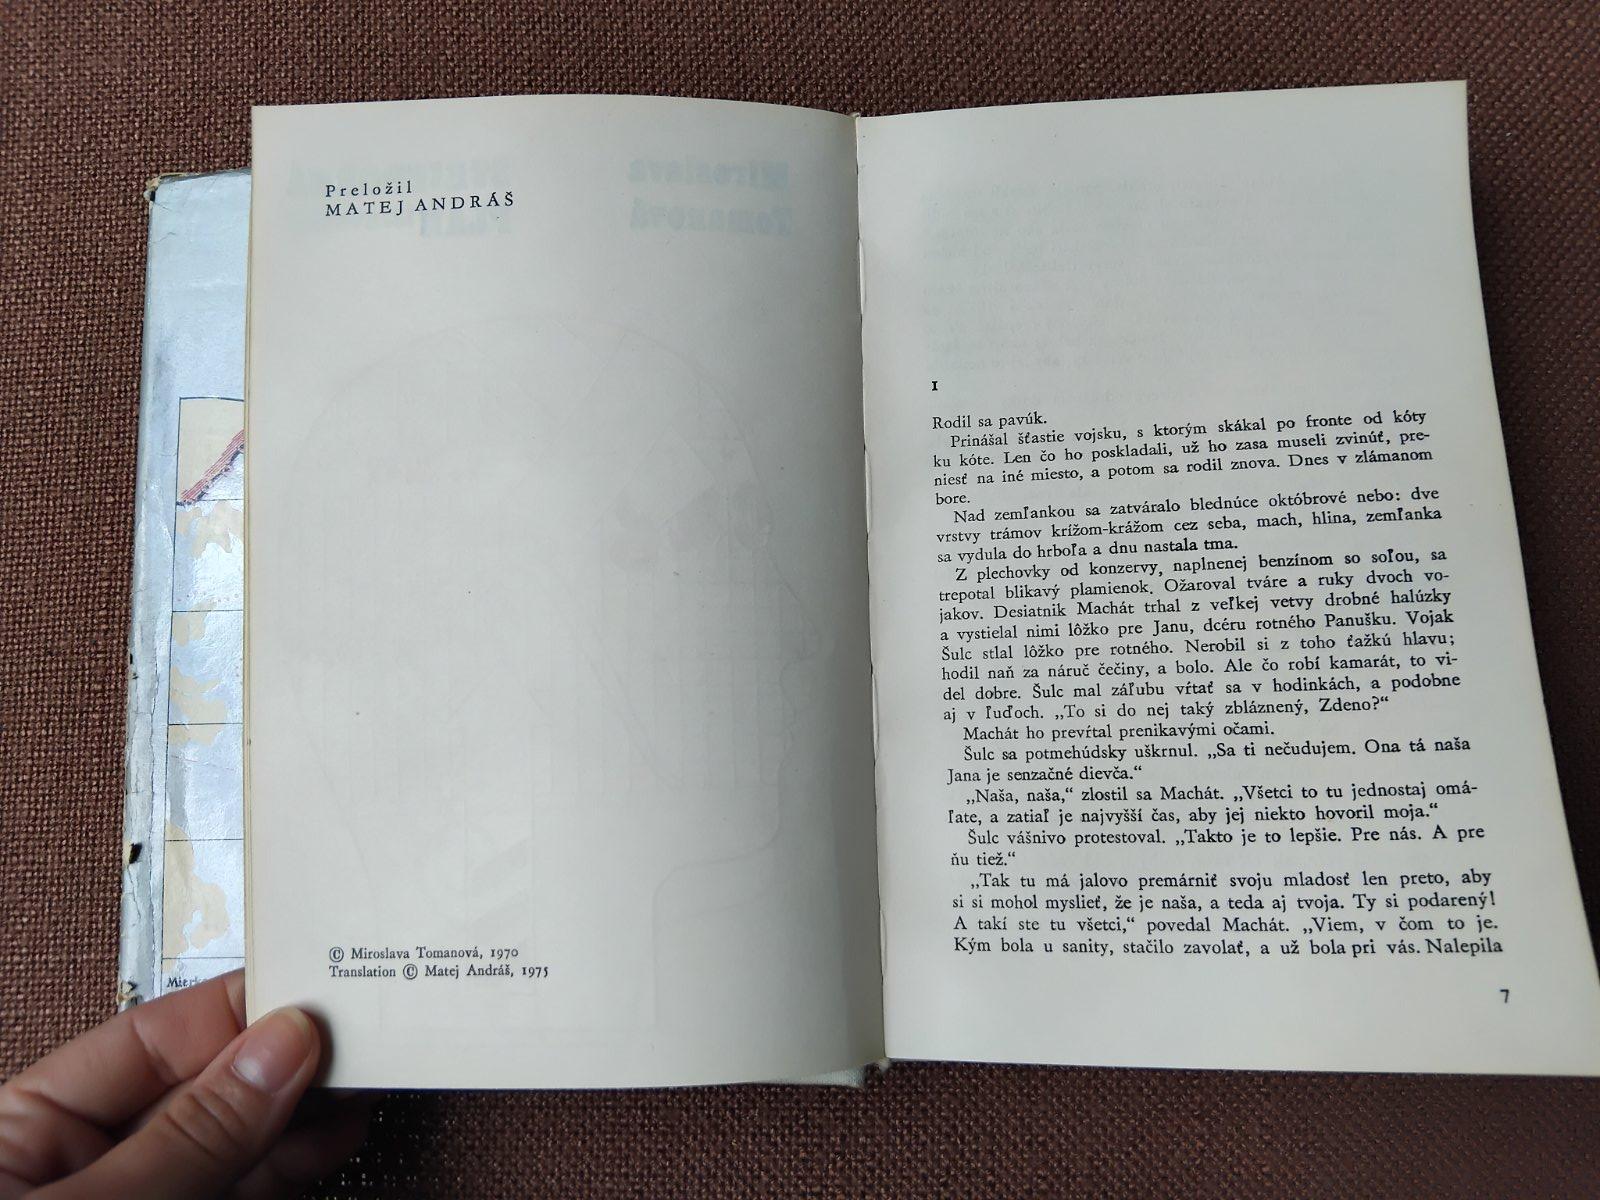 Preložil
MATEJ ANDRÁŠ
© Miroslava Tomanová, 1970
Translation © Matej Andráš, 1975
I
Rodil sa pavúk.
Prinášal šťastie vojsku, s ktorým skákal po fronte od kóty
ku kóte. Len čo ho poskladali, už ho zasa museli zvinúť, pre-
niesť na iné miesto, a potom sa rodil znova. Dnes v zlámanom
bore.
Nad zemľankou sa zatváralo blednúce októbrové nebo: dve
vrstvy trámov krížom-krážom cez seba, mach, hlina, zemľanka
sa vydula do hrboľa a dnu nastala tma.
Z plechovky od konzervy, naplnenej benzínom so soľou, sa
trepotal blikavý plamienok. Ožaroval tváre a ruky dvoch vo-
jakov. Desiatnik Machát trhal z veľkej vetvy drobné halúzky
a vystielal nimi lôžko pre Janu, dcéru rotného Panušku. Vojak
Šulc stlal lôžko pre rotného. Nerobil si z toho ťažkú hlavu;
hodil naň za náruč čečiny, a bolo. Ale čo robí kamarát, to vi-
del dobre. Šulc mal záľubu vŕtať sa v hodinkách, a podobne
aj v ľuďoch. „To si do nej taký zbláznený, Zdeno?“
Machát ho prevŕtal prenikavými očami.
Šulc sa potmehúdsky uškrnul. „Sa ti nečudujem. Ona tá naša
Jana je senzačné dievča.“
„Naša, naša,“ zlostil sa Machát. „Všetci to tu jednostaj omá-
ľate, a zatiaľ je najvyšší čas, aby jej niekto hovoril moja.“
Šulc vášnivo protestoval. „Takto je to lepšie. Pre nás. A pre
ňu tiež.“
„Tak tu má jalovo premárniť svoju mladosť len preto, aby
si si mohol myslieť, že je naša, a teda aj tvoja. Ty si podarený!
A takí ste tu všetci,“ povedal Machát. „Viem, v čom to je.
Kým bola u sanity, stačilo zavolať, a už bola pri vás. Nalepila
7